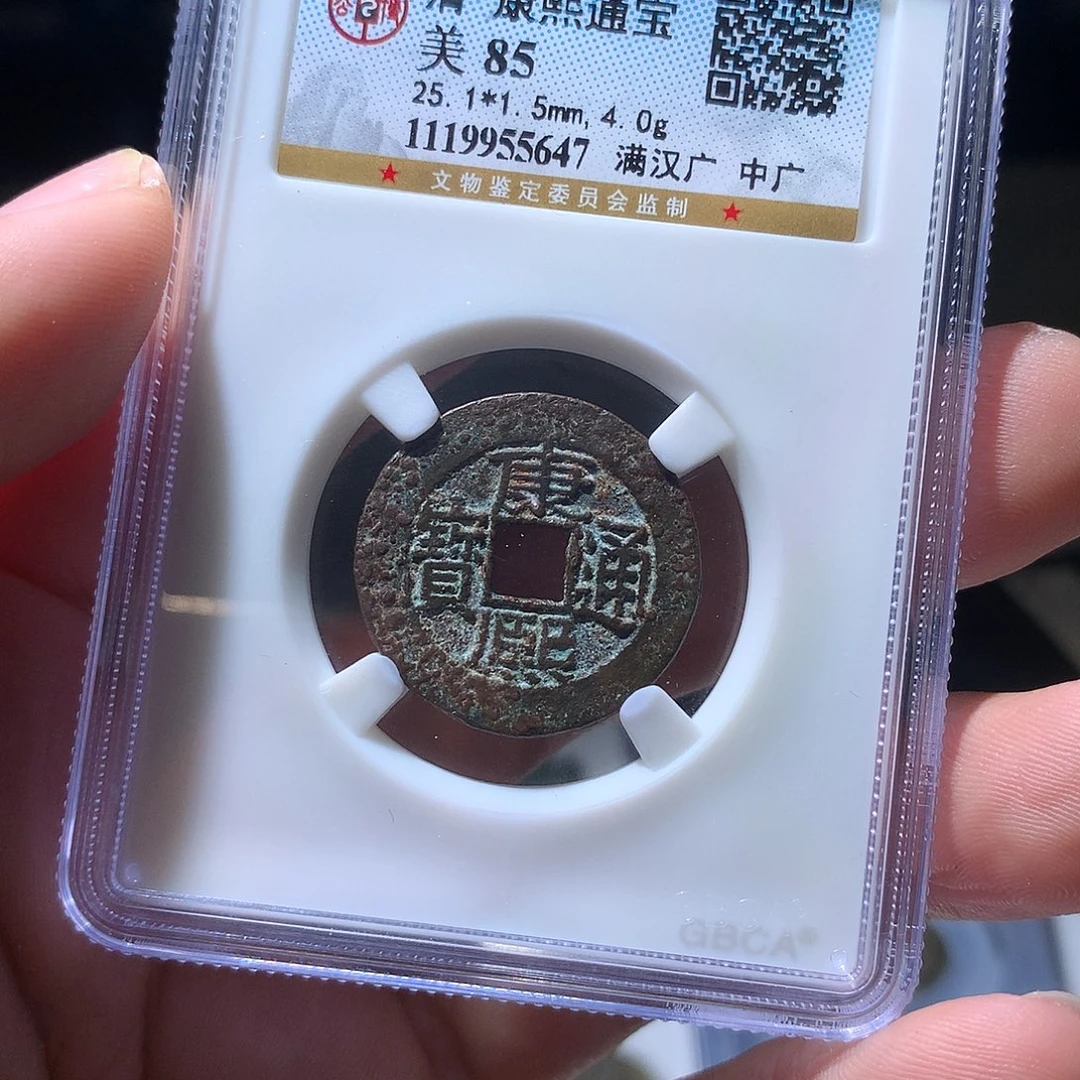 清 康熙通宝
美 85
25.1*1.5mm, 4.0g
1119955647 满汉广 中广
★ 文物鉴定委员会监制 ★
康
寶 通
熙
GBCA®